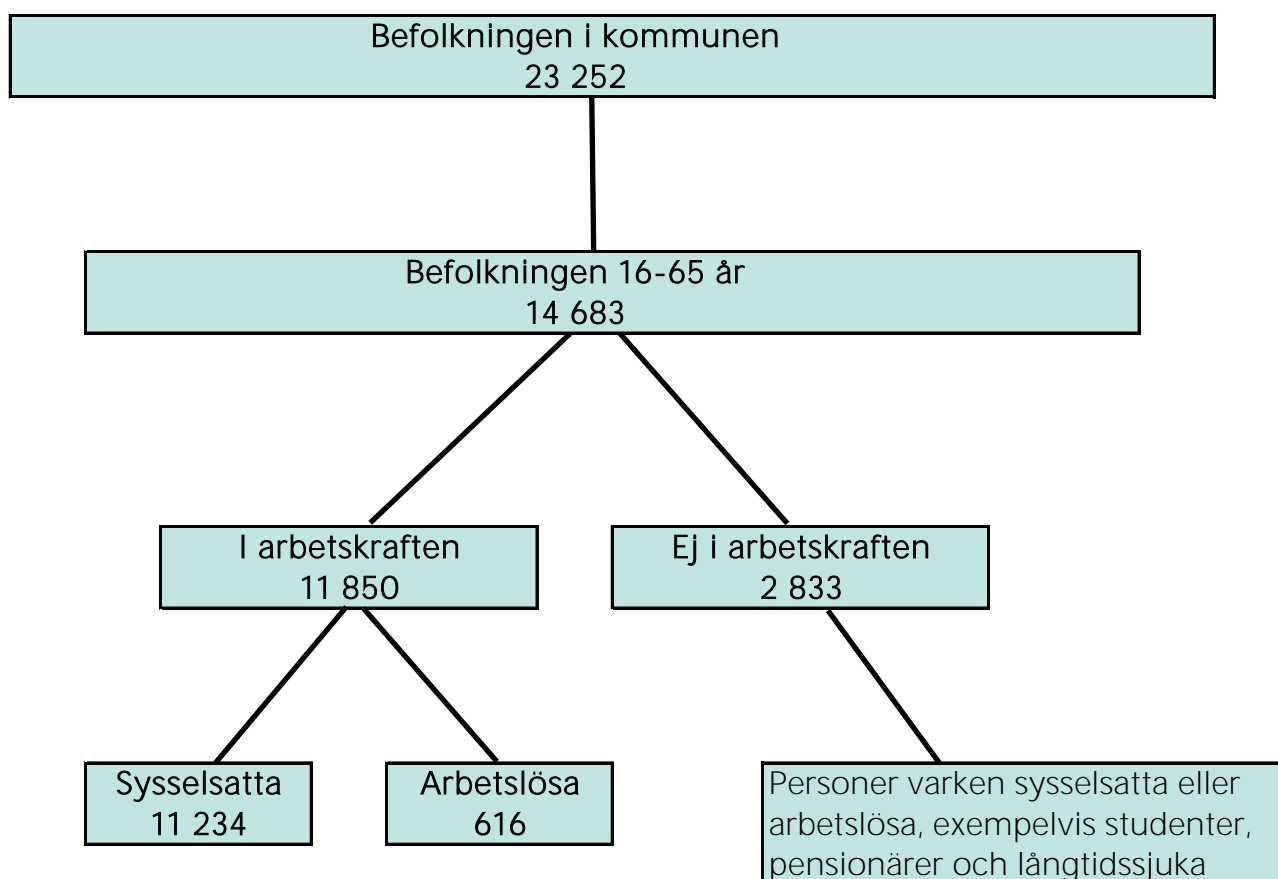 Befolkningen i kommunen
23 252
Befolkningen 16-65 år
14 683
I arbetskraften
11 850
Ej i arbetskraften
2 833
Sysselsatta
11 234
Arbetslösa
616
Personer varken sysselsatta eller
arbetslösa, exempelvis studenter,
pensionärer och långtidssjuka